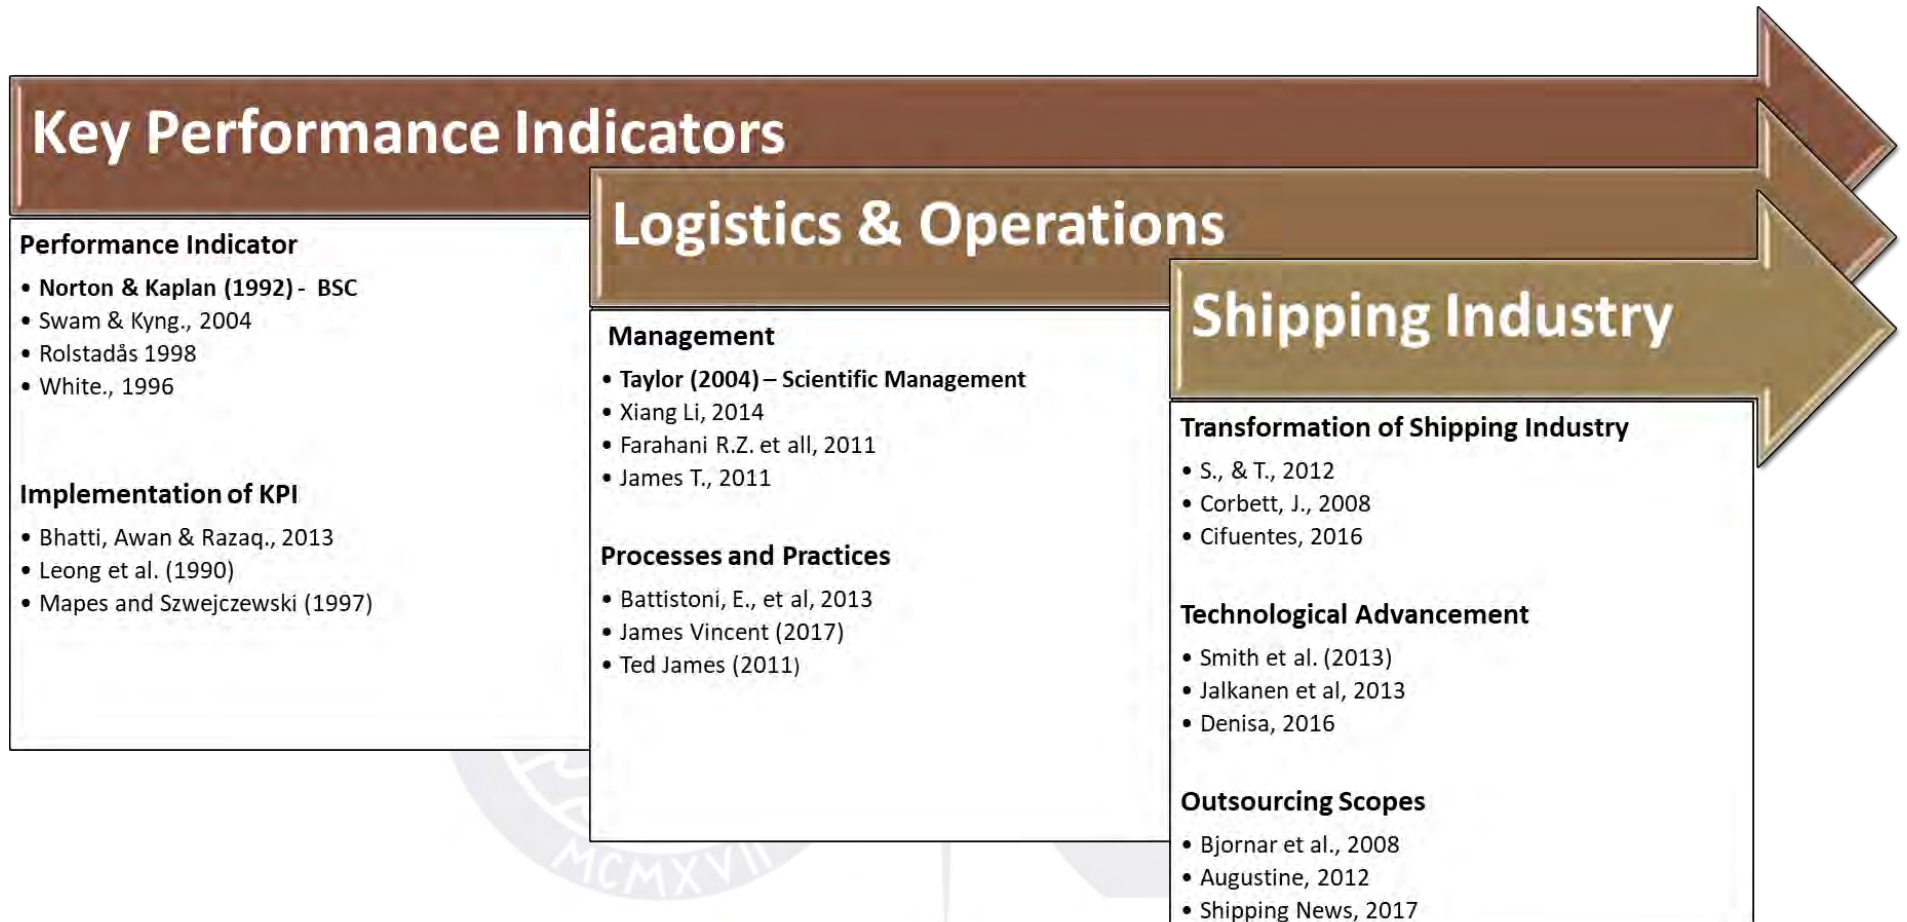 Key Performance Indicators
Performance Indicator
• Norton & Kaplan (1992) - BSC
• Swam & Kyng., 2004
• Rolstadås 1998
• White., 1996
Implementation of KPI
• Bhatti, Awan & Razaq., 2013
• Leong et al. (1990)
• Mapes and Szwejczewski (1997)
Logistics & Operations
Management
• Taylor (2004) – Scientific Management
• Xiang Li, 2014
• Farahani R.Z. et all, 2011
• James T., 2011
Processes and Practices
• Battistoni, E., et al, 2013
• James Vincent (2017)
• Ted James (2011)
Shipping Industry
Transformation of Shipping Industry
• S., & T., 2012
• Corbett, J., 2008
• Cifuentes, 2016
Technological Advancement
• Smith et al. (2013)
• Jalkanen et al, 2013
• Denisa, 2016
Outsourcing Scopes
• Bjornar et al., 2008
• Augustine, 2012
• Shipping News, 2017
MCMXVII